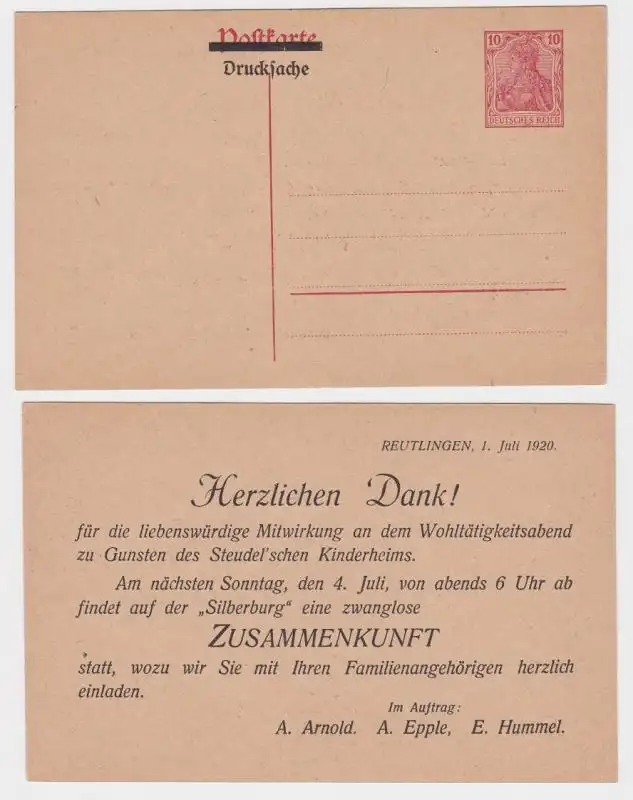 Postkarte
Drucksache
10 10
DEUTSCHES REICH
REUTLINGEN, 1. Juli 1920.
Herzlichen Dank!
für die liebenswürdige Mitwirkung an dem Wohltätigkeitsabend
zu Gunsten des Steudel'schen Kinderheims.
Am nächsten Sonntag, den 4. Juli, von abends 6 Uhr ab
findet auf der „Silberburg“ eine zwanglose
ZUSAMMENKUNFT
statt, wozu wir Sie mit Ihren Familienangehörigen herzlich
einladen.
Im Auftrag:
A. Arnold. A. Epple, E. Hummel.